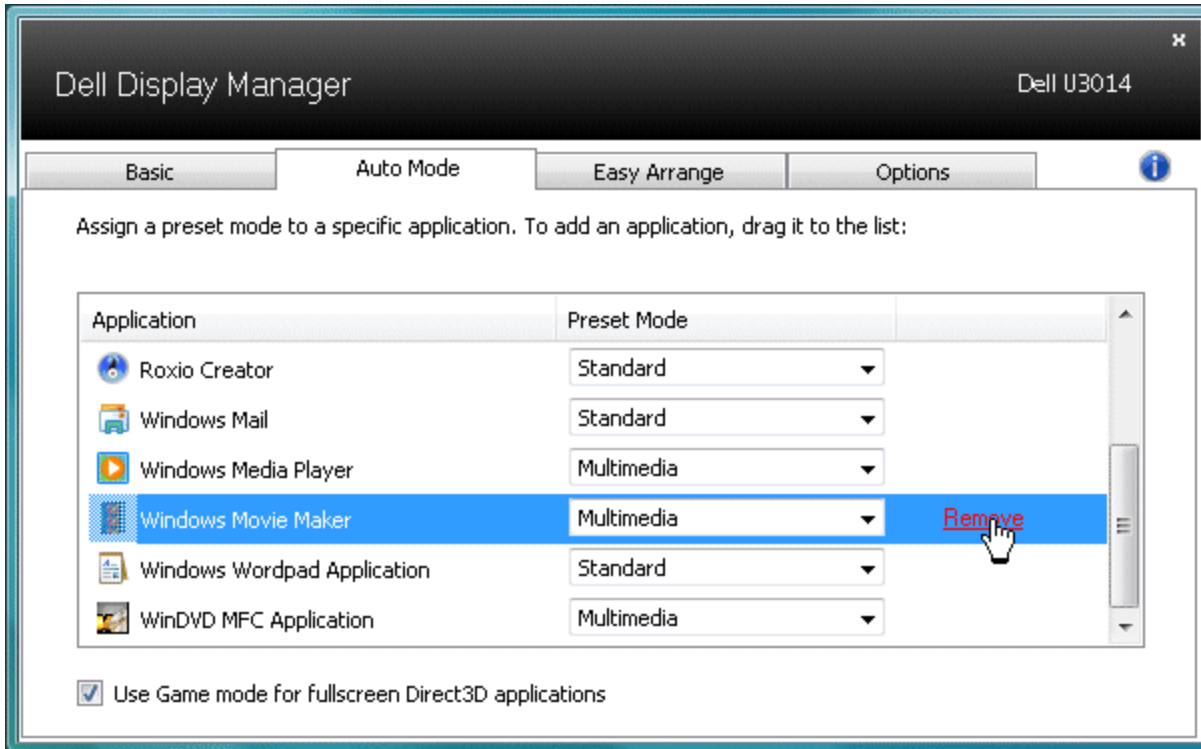 x
Dell Display Manager Dell U3014
Basic Auto Mode Easy Arrange Options i
Assign a preset mode to a specific application. To add an application, drag it to the list:
Application Preset Mode
Roxio Creator Standard
Windows Mail Standard
Windows Media Player Multimedia
Windows Movie Maker Multimedia Remove
Windows Wordpad Application Standard
WinDVD MFC Application Multimedia
Use Game mode for fullscreen Direct3D applications